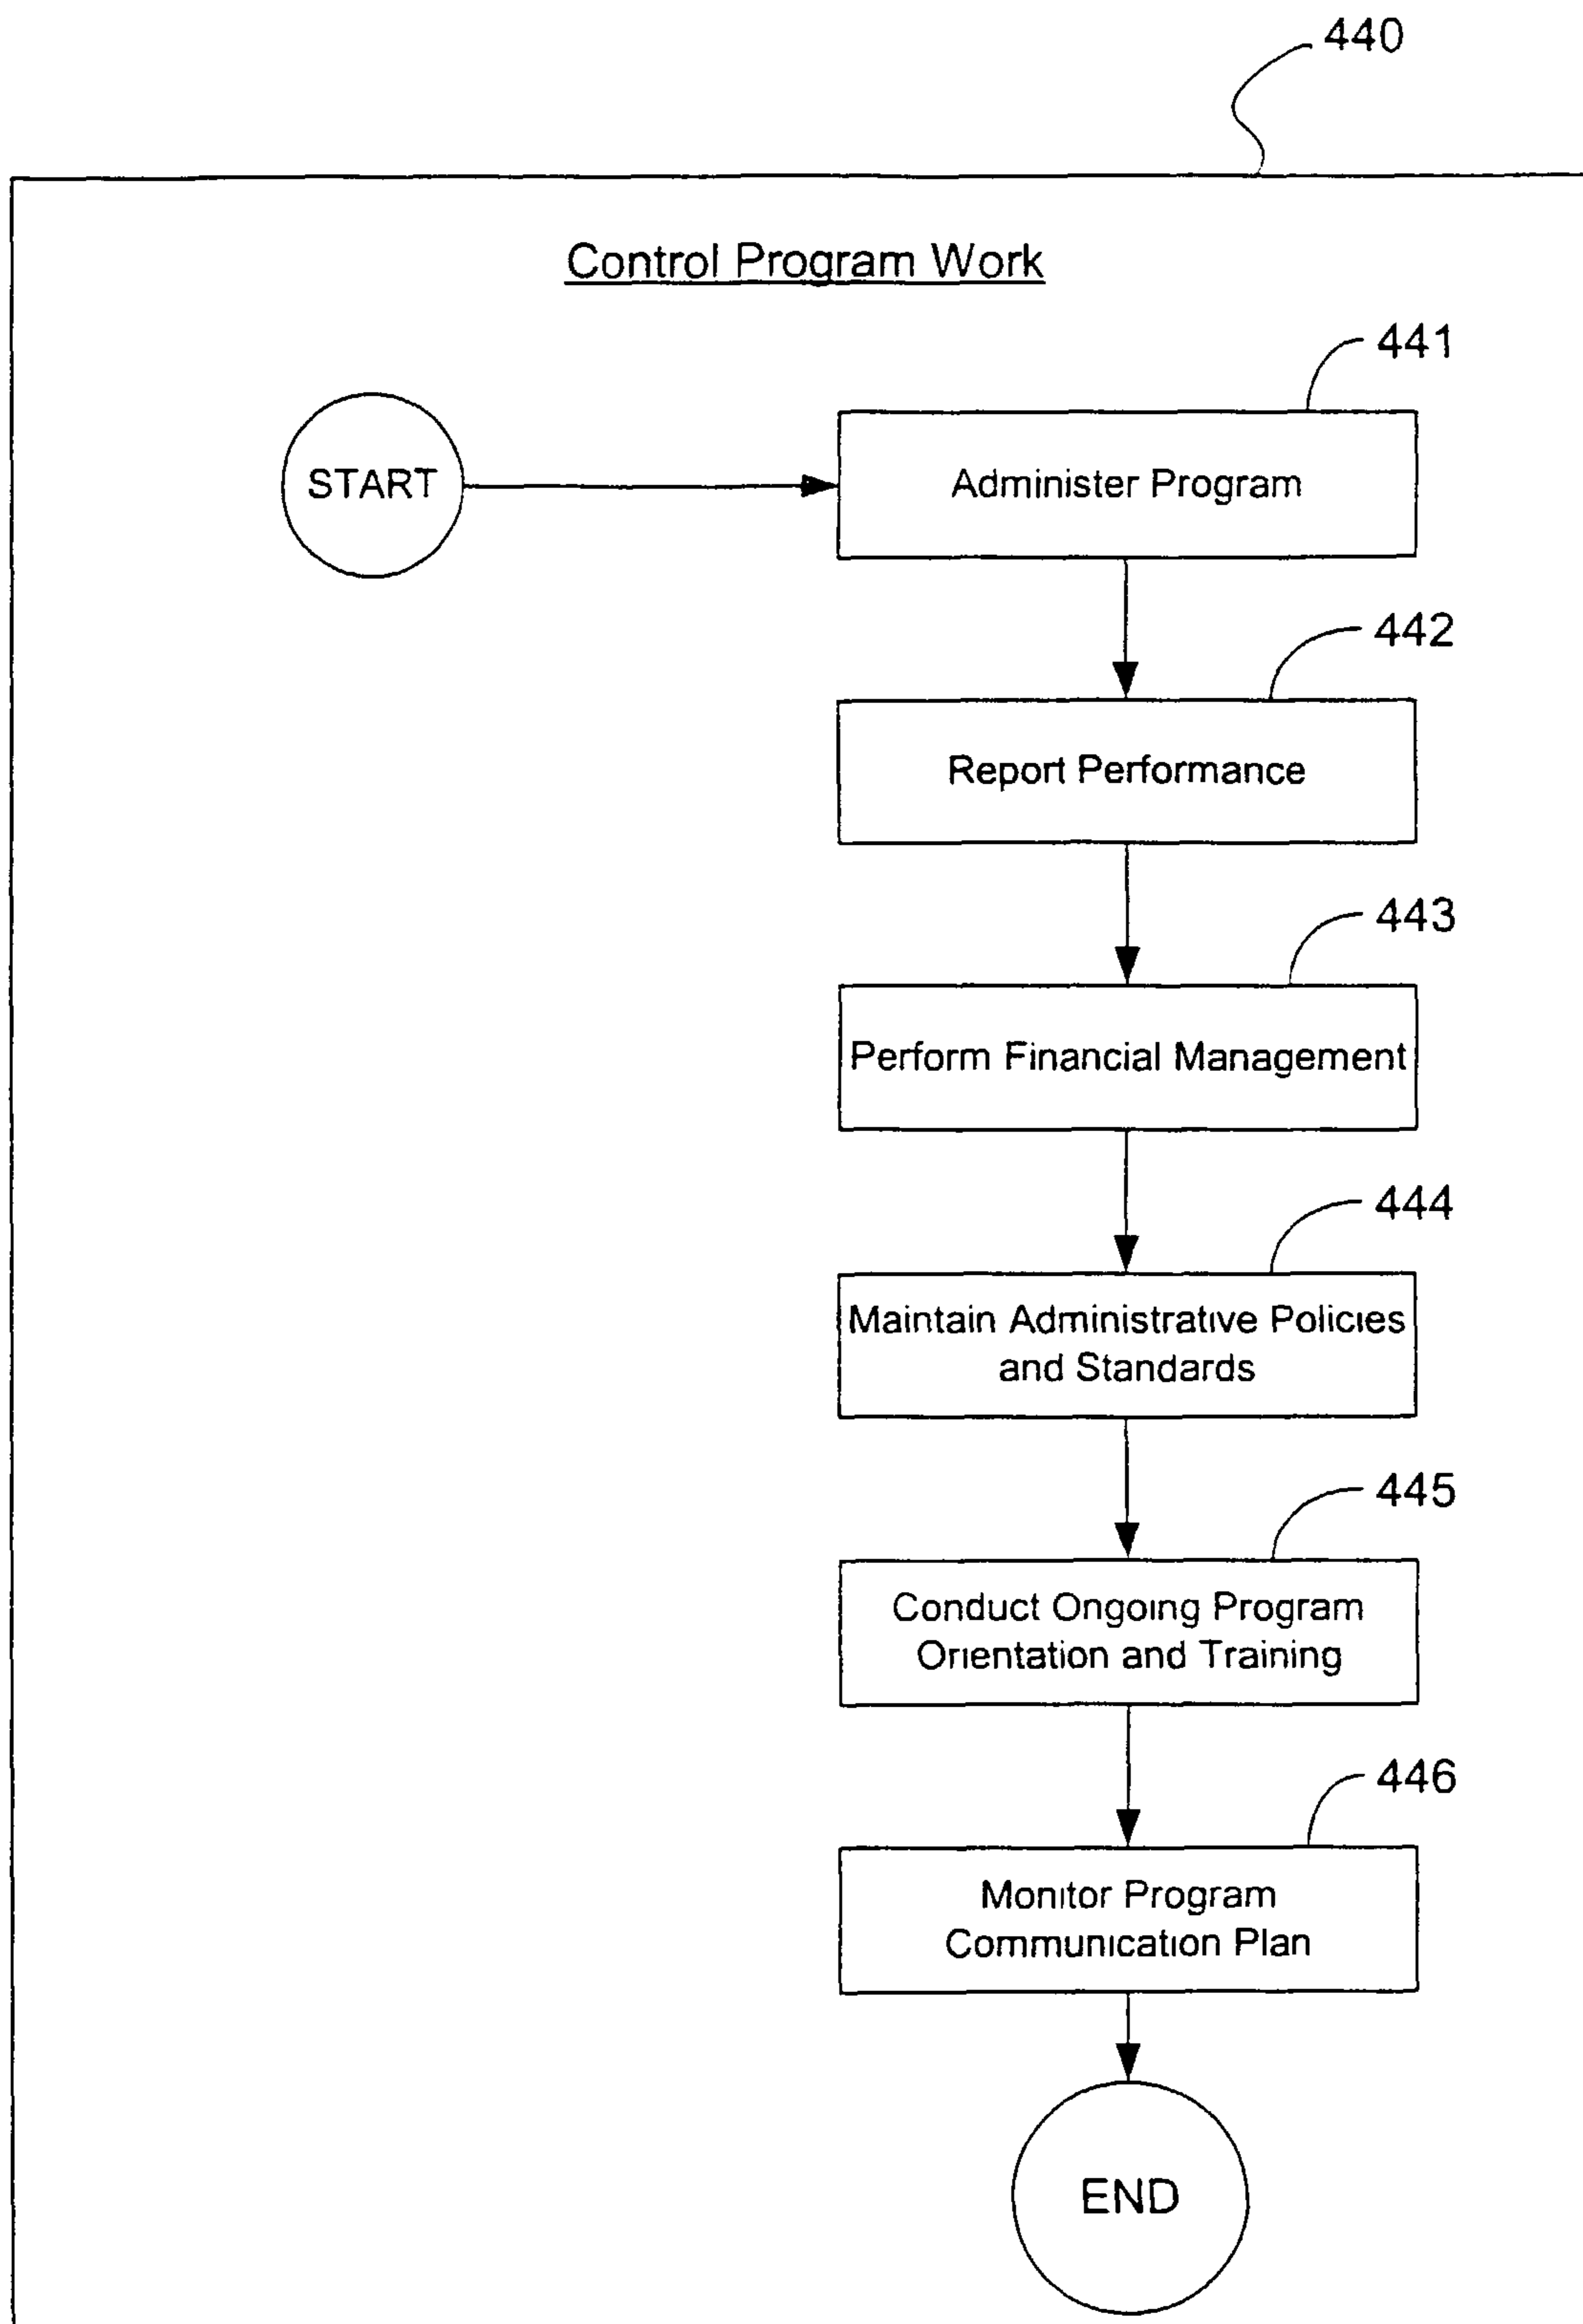 440
Control Program Work
441
START
Administer Program
442
Report Performance
443
Perform Financial Management
444
Maintain Administrative Policies
and Standards
445
Conduct Ongoing Program
Orientation and Training
446
Monitor Program
Communication Plan
END